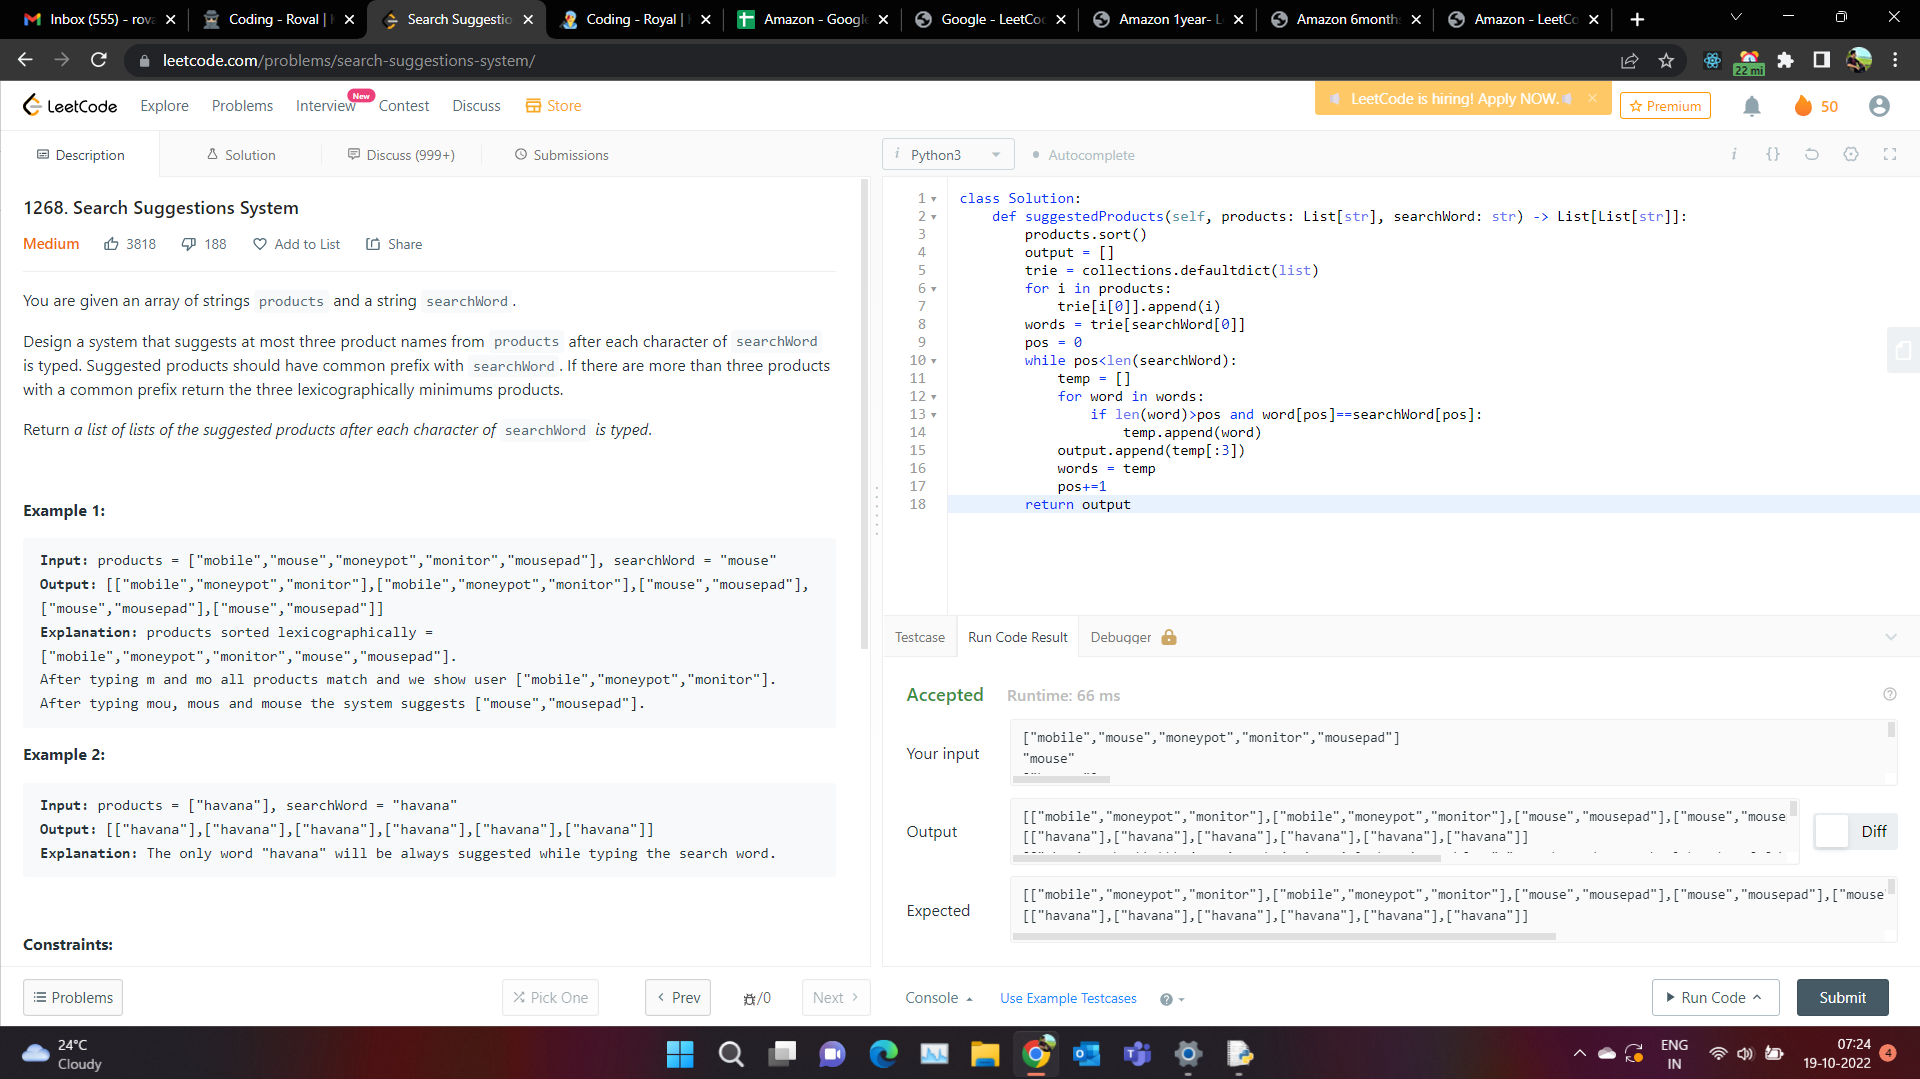 Inbox (555) - rova
Coding - Roval |
Search Suggestio
Coding - Royal |
Amazon - Google
Google - LeetCo
Amazon 1year- L
Amazon 6month
Amazon - LeetCo
leetcode.com/problems/search-suggestions-system/
22 mi
LeetCode
Explore
Problems
Interview
New
Contest
Discuss
Store
LeetCode is hiring! Apply NOW.
Premium
50
Description
Solution
Discuss (999+)
Submissions
Python3
Autocomplete
1268. Search Suggestions System
Medium
3818
188
Add to List
Share
You are given an array of strings products and a string searchWord.
Design a system that suggests at most three product names from products after each character of searchWord
is typed. Suggested products should have common prefix with searchWord. If there are more than three products
with a common prefix return the three lexicographically minimums products.
Return a list of lists of the suggested products after each character of searchWord is typed.
Example 1:
Input: products = ["mobile","mouse","moneypot","monitor","mousepad"], searchWord = "mouse"
Output: [["mobile","moneypot","monitor"],["mobile","moneypot","monitor"],["mouse","mousepad"],
["mouse","mousepad"],["mouse","mousepad"]]
Explanation: products sorted lexicographically =
["mobile","moneypot","monitor","mouse","mousepad"].
After typing m and mo all products match and we show user ["mobile","moneypot","monitor"].
After typing mou, mous and mouse the system suggests ["mouse","mousepad"].
Example 2:
Input: products = ["havana"], searchWord = "havana"
Output: [["havana"],["havana"],["havana"],["havana"],["havana"],["havana"]]
Explanation: The only word "havana" will be always suggested while typing the search word.
Constraints:
Problems
Pick One
Prev
/0
Next
1 class Solution:
2 def suggestedProducts(self, products: List[str], searchWord: str) -> List[List[str]]:
3 products.sort()
4 output = []
5 trie = collections.defaultdict(list)
6 for i in products:
7 trie[i[0]].append(i)
8 words = trie[searchWord[0]]
9 pos = 0
10 while pos<len(searchWord):
11 temp = []
12 for word in words:
13 if len(word)>pos and word[pos]==searchWord[pos]:
14 temp.append(word)
15 output.append(temp[:3])
16 words = temp
17 pos+=1
18 return output
Testcase
Run Code Result
Debugger
Accepted
Runtime: 66 ms
Your input
["mobile","mouse","moneypot","monitor","mousepad"]
"mouse"
Output
[["mobile","moneypot","monitor"],["mobile","moneypot","monitor"],["mouse","mousepad"],["mouse","mouse
[["havana"],["havana"],["havana"],["havana"],["havana"],["havana"]]
Diff
Expected
[["mobile","moneypot","monitor"],["mobile","moneypot","monitor"],["mouse","mousepad"],["mouse","mousepad"],["mouse"
[["havana"],["havana"],["havana"],["havana"],["havana"],["havana"]]
Console
Use Example Testcases
Run Code
Submit
24°C
Cloudy
ENG
IN
07:24
19-10-2022
4